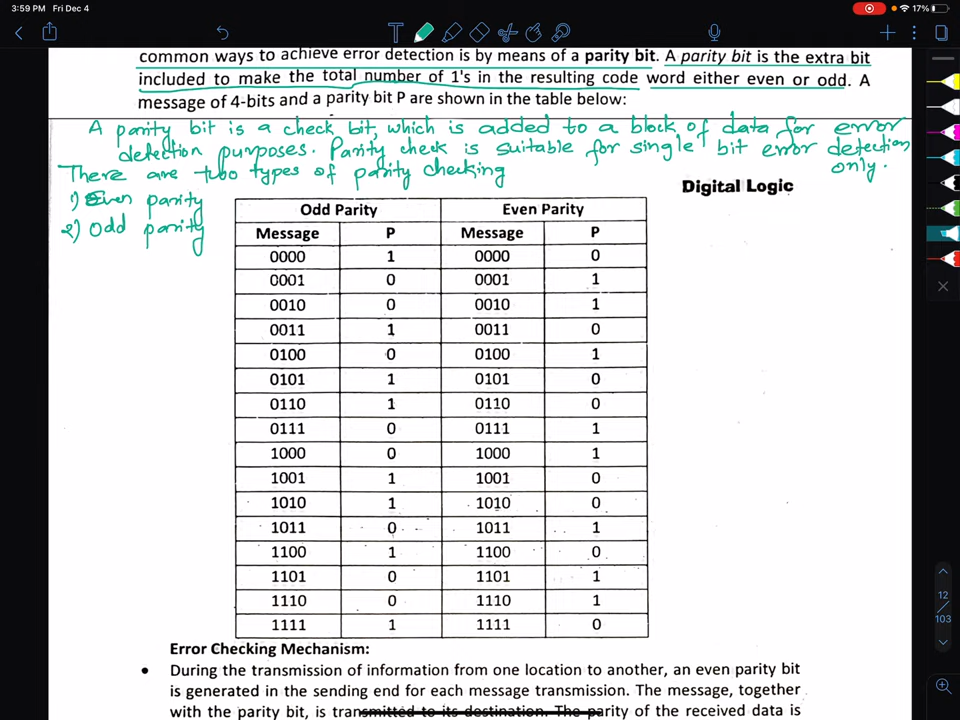 3:59 PM Fri Dec 4
17%
common ways to achieve error detection is by means of a parity bit. A parity bit is the extra bit
included to make the total number of 1's in the resulting code word either even or odd. A
message of 4-bits and a parity bit P are shown in the table below:
A parity bit is a check bit, which is added to a block of data for error
detection purposes. Parity check is suitable for single bit error detection
only.
There are two types of parity checking
1) Even parity
2) Odd parity
Digital Logic
Odd Parity Even Parity
Message P Message P
0000 1 0000 0
0001 0 0001 1
0010 0 0010 1
0011 1 0011 0
0100 0 0100 1
0101 1 0101 0
0110 1 0110 0
0111 0 0111 1
1000 0 1000 1
1001 1 1001 0
1010 1 1010 0
1011 0 1011 1
1100 1 1100 0
1101 0 1101 1
1110 0 1110 1
1111 1 1111 0
12
/
103
Error Checking Mechanism:
• During the transmission of information from one location to another, an even parity bit
is generated in the sending end for each message transmission. The message, together
with the parity bit, is transmitted to its destination. The parity of the received data is